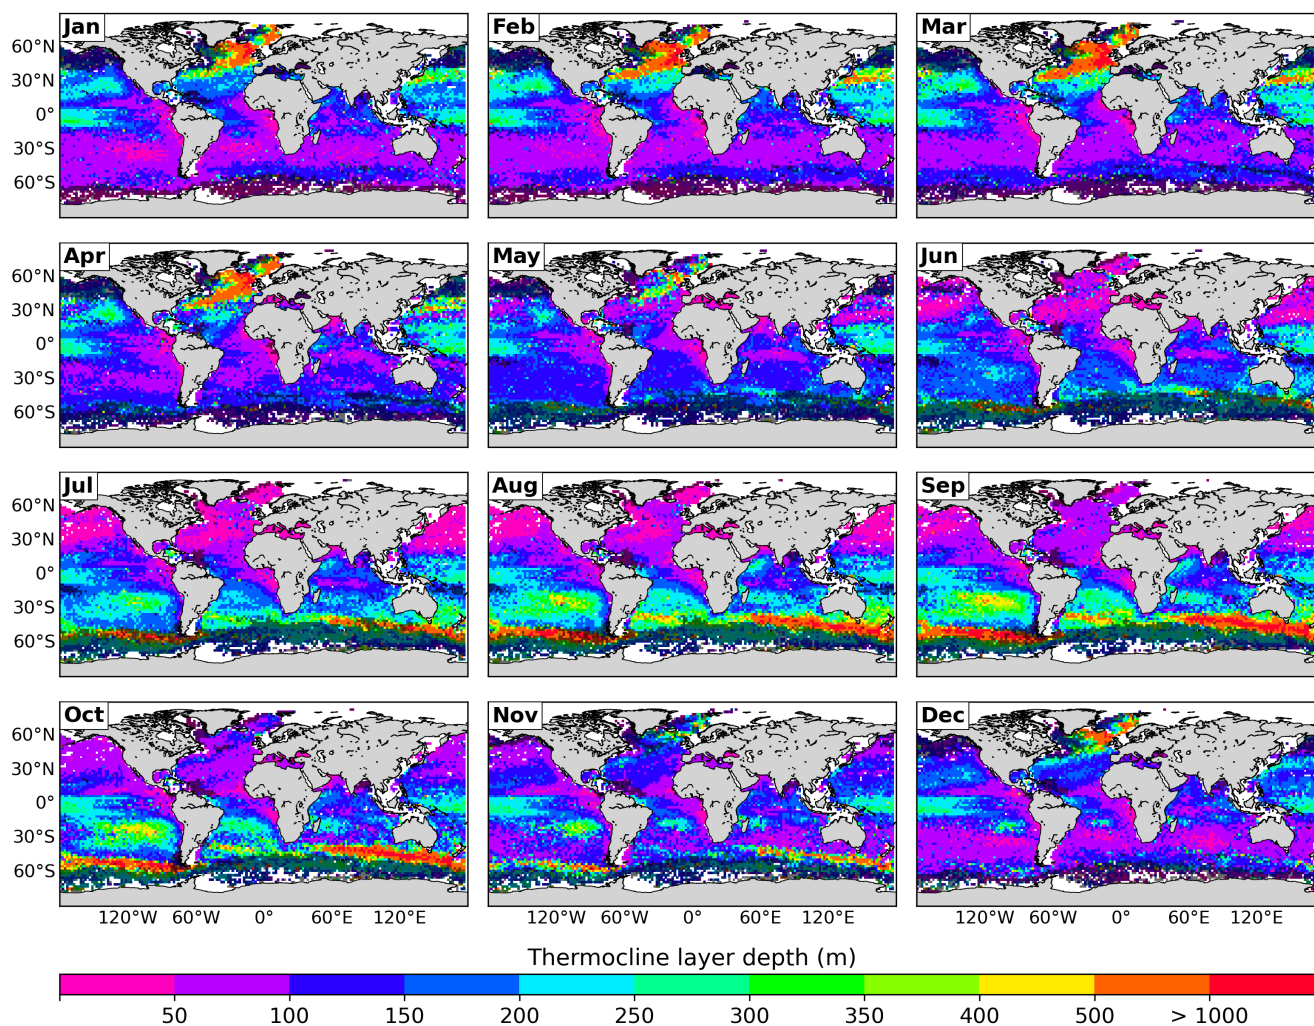 Jan Feb Mar
60°N
30°N
0°
30°S
60°S
Apr May Jun
60°N
30°N
0°
30°S
60°S
Jul Aug Sep
60°N
30°N
0°
30°S
60°S
Oct Nov Dec
60°N
30°N
0°
30°S
60°S
120°W 60°W 0° 60°E 120°E 120°W 60°W 0° 60°E 120°E 120°W 60°W 0° 60°E 120°E
Thermocline layer depth (m)
50 100 150 200 250 300 350 400 500 > 1000